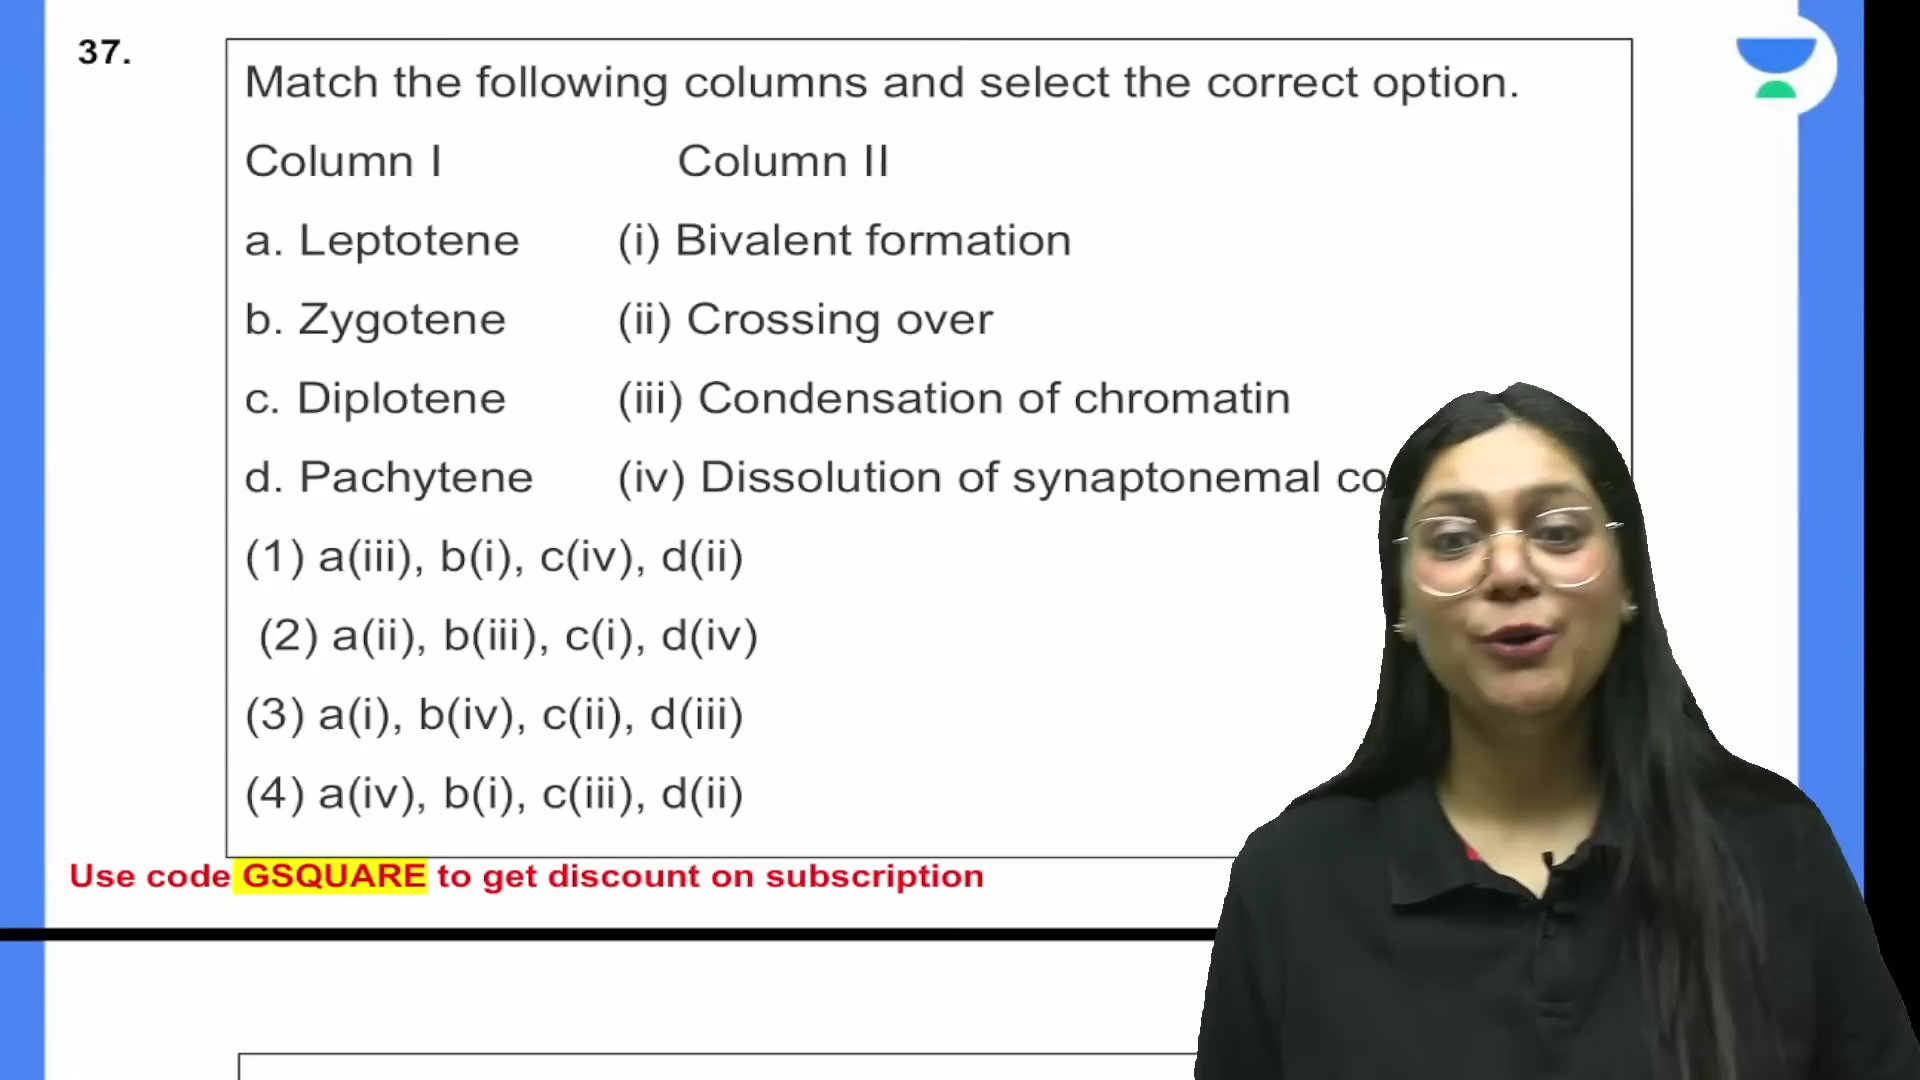 37.
Match the following columns and select the correct option.
Column I Column II
a. Leptotene (i) Bivalent formation
b. Zygotene (ii) Crossing over
c. Diplotene (iii) Condensation of chromatin
d. Pachytene (iv) Dissolution of synaptonemal
(1) a(iii), b(i), c(iv), d(ii)
(2) a(ii), b(iii), c(i), d(iv)
(3) a(i), b(iv), c(ii), d(iii)
(4) a(iv), b(i), c(iii), d(ii)
Use code GSQUARE to get discount on subscription